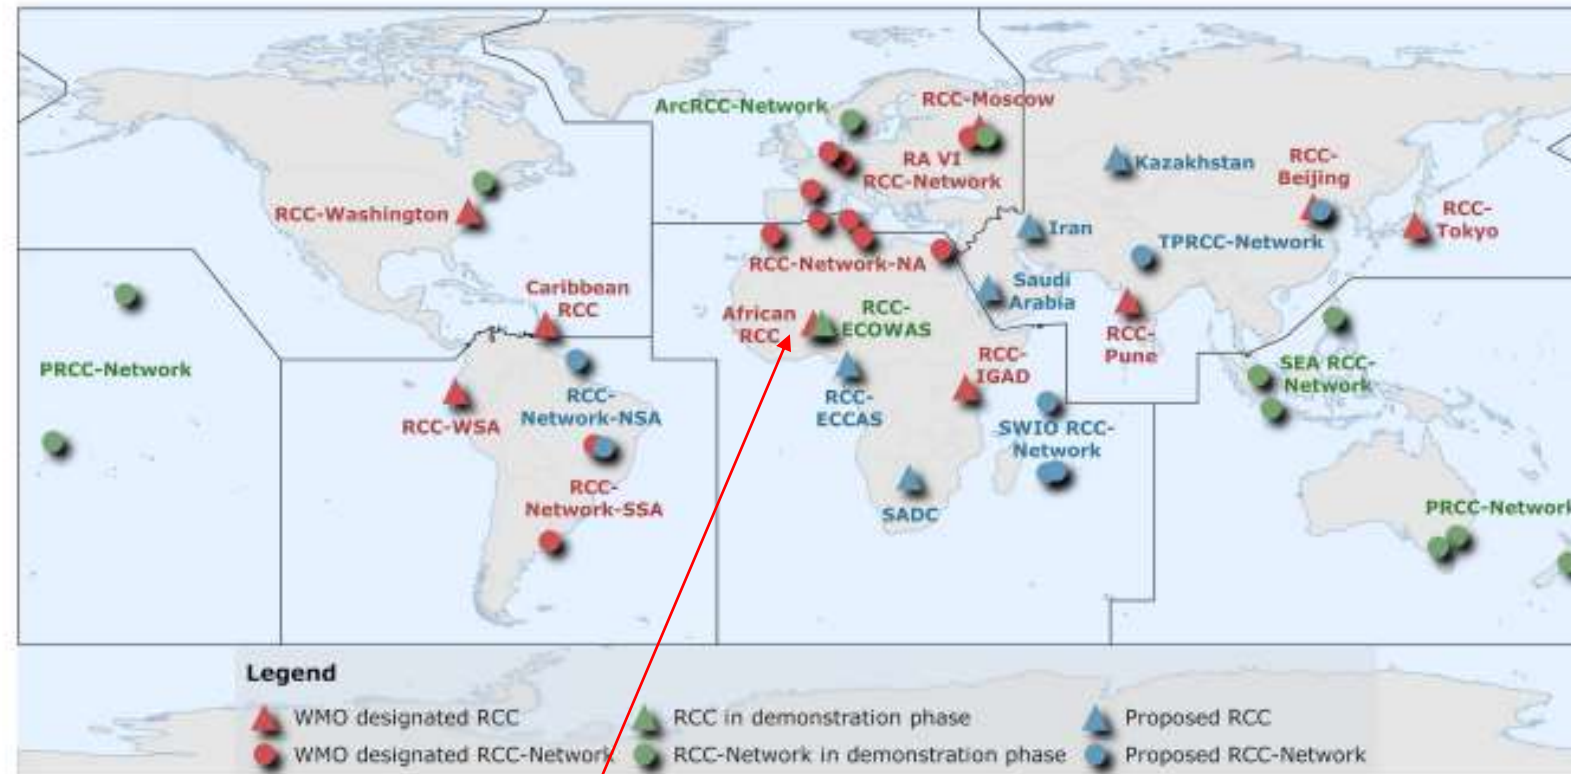 ArcRCC-Network
RCC-Moscow
RA VI
RCC-Network
Kazakhstan
RCC-
Beijing
RCC-
Tokyo
RCC-Washington
Iran
TPRCC-Network
RCC-Network-NA
Saudi
Arabia
Caribbean
RCC
African
RCC
RCC-
ECOWAS
RCC-
Pune
PRCC-Network
RCC-
IGAD
SEA RCC-
Network
RCC-WSA
RCC-
Network-NSA
RCC-
ECCAS
SWIO RCC-
Network
RCC-
Network-SSA
SADC
PRCC-Network
Legend
WMO designated RCC
RCC in demonstration phase
Proposed RCC
WMO designated RCC-Network
RCC-Network in demonstration phase
Proposed RCC-Network